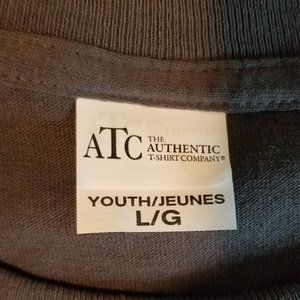 ATC THE
AUTHENTIC
T-SHIRT COMPANY®
YOUTH/JEUNES
L/G